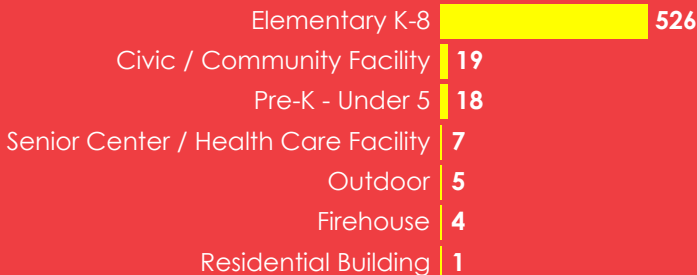 Elementary K-8 526
Civic / Community Facility 19
Pre-K - Under 5 18
Senior Center / Health Care Facility 7
Outdoor 5
Firehouse 4
Residential Building 1